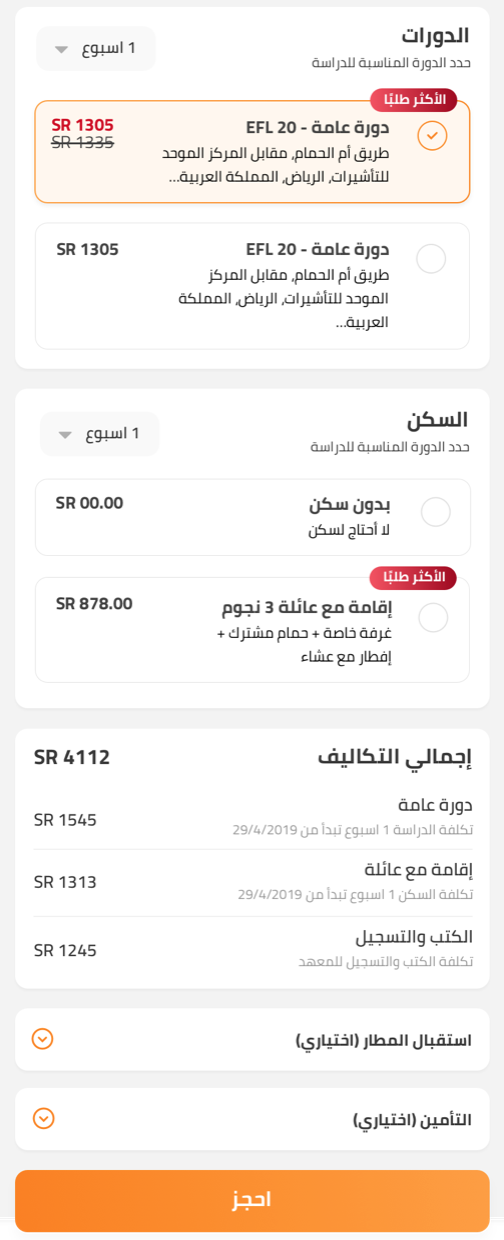 الدورات
1 اسبوع
حدد الدورة المناسبة للدراسة
الأكثر طلبًا
دورة عامة - EFL 20
SR 1305
SR 1335
طريق أم الحمام, مقابل المركز الموحد
للتأشيرات, الرياض, المملكة العربية...
دورة عامة - EFL 20
SR 1305
طريق أم الحمام, مقابل المركز
الموحد للتأشيرات, الرياض, المملكة
العربية...
السكن
1 اسبوع
حدد الدورة المناسبة للدراسة
بدون سكن
SR 00.00
لا أحتاج لسكن
الأكثر طلبًا
إقامة مع عائلة 3 نجوم
SR 878.00
غرفة خاصة + حمام مشترك +
إفطار مع عشاء
إجمالي التكاليف
SR 4112
دورة عامة
SR 1545
تكلفة الدراسة 1 اسبوع تبدأ من 29/4/2019
إقامة مع عائلة
SR 1313
تكلفة السكن 1 اسبوع تبدأ من 29/4/2019
الكتب والتسجيل
SR 1245
تكلفة الكتب والتسجيل للمعهد
استقبال المطار (اختياري)
التأمين (اختياري)
احجز